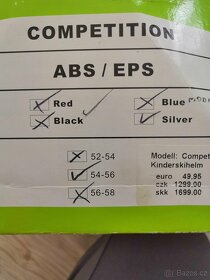 COMPETITION
ABS / EPS
Red
Blue
Black
Silver
52-54
54-56
56-58
Modell: Compet
Kinderskihelm
euro 49,95
czk 1299,00
skk 1699,00
Bazoš.cz